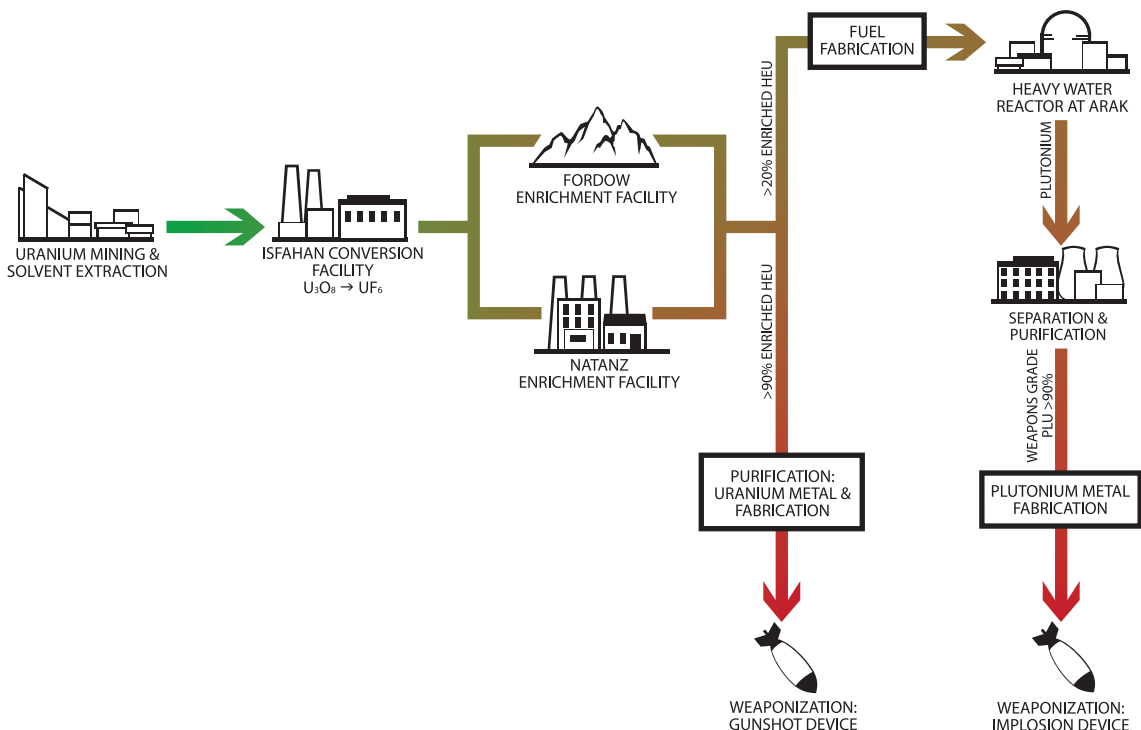 FUEL
FABRICATION
HEAVY WATER
REACTOR AT ARAK
>20% ENRICHED HEU
PLUTONIUM
FORDOW
ENRICHMENT FACILITY
URANIUM MINING &
SOLVENT EXTRACTION
ISFAHAN CONVERSION
FACILITY
U₃O₈ → UF₆
NATANZ
ENRICHMENT FACILITY
>90% ENRICHED HEU
SEPARATION &
PURIFICATION
WEAPONS GRADE
PLU >90%
PURIFICATION:
URANIUM METAL &
FABRICATION
PLUTONIUM METAL
FABRICATION
WEAPONIZATION:
GUNSHOT DEVICE
WEAPONIZATION:
IMPLOSION DEVICE